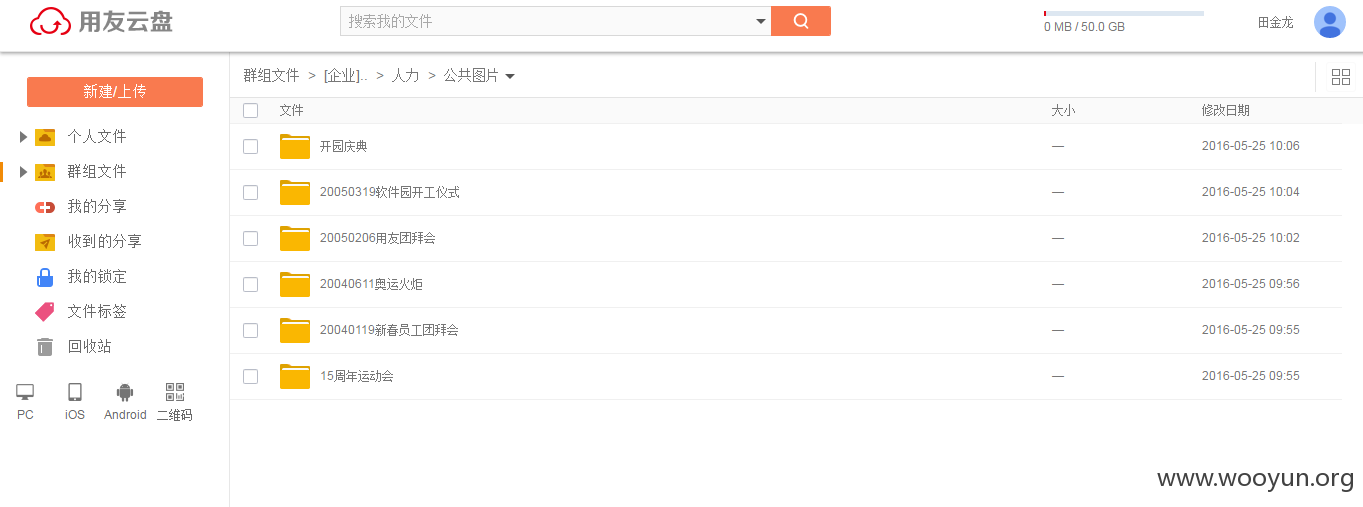 用友云盘
搜索我的文件
0 MB / 50.0 GB
田金龙
新建/上传
个人文件
群组文件
我的分享
收到的分享
我的锁定
文件标签
回收站
PC
iOS
Android
二维码
群组文件 > [企业].. > 人力 > 公共图片
文件 大小 修改日期
开园庆典 — 2016-05-25 10:06
20050319软件园开工仪式 — 2016-05-25 10:04
20050206用友团拜会 — 2016-05-25 10:02
20040611奥运火炬 — 2016-05-25 09:56
20040119新春员工团拜会 — 2016-05-25 09:55
15周年运动会 — 2016-05-25 09:55
www.wooyun.org